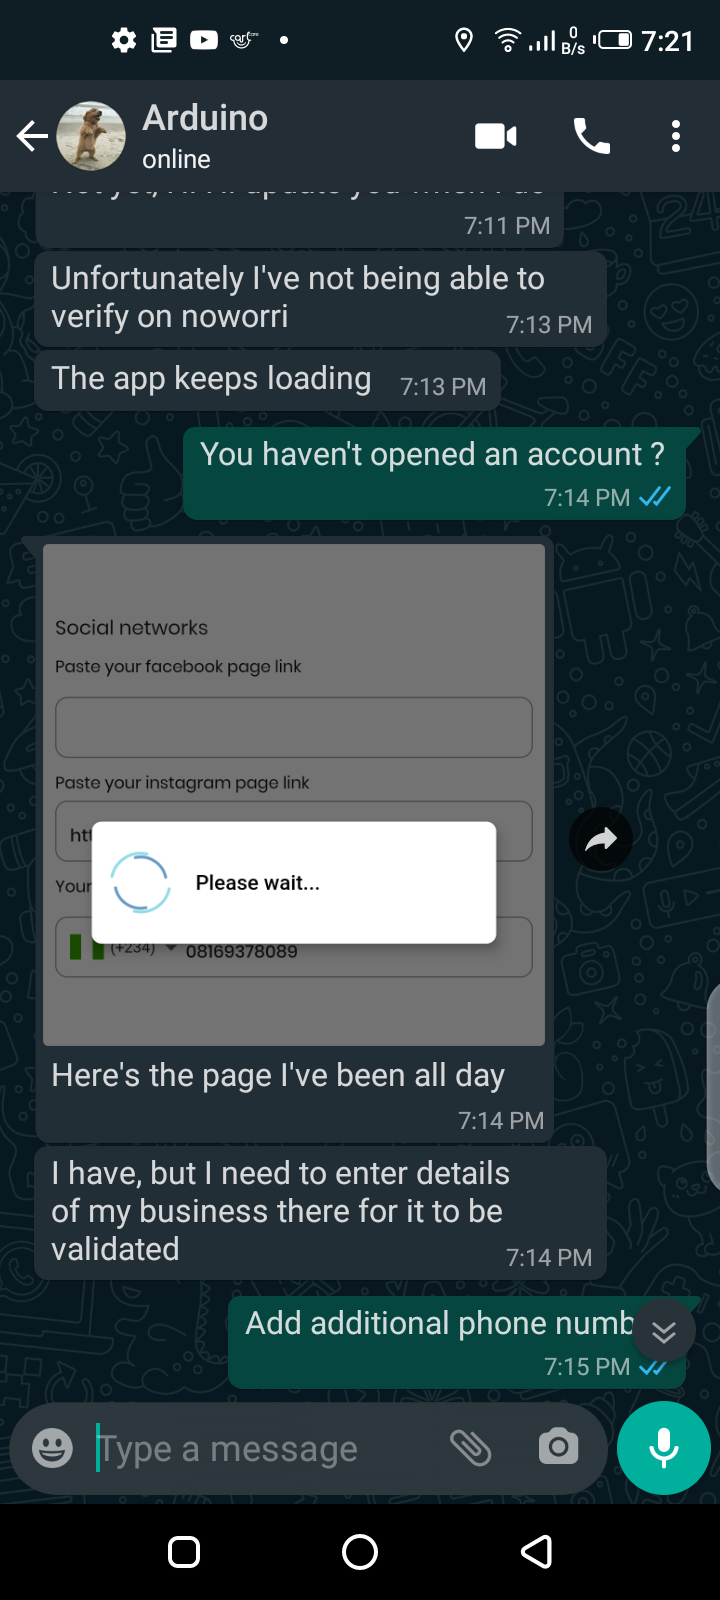 0
B/s
7:21
Arduino
online
7:11 PM
Unfortunately I've not being able to
verify on noworri
7:13 PM
The app keeps loading
7:13 PM
You haven't opened an account ?
7:14 PM
Social networks
Paste your facebook page link
Paste your instagram page link
htt
Please wait...
Your
(+234)
08169378089
Here's the page I've been all day
7:14 PM
I have, but I need to enter details
of my business there for it to be
validated
7:14 PM
Add additional phone numb
7:15 PM
Type a message